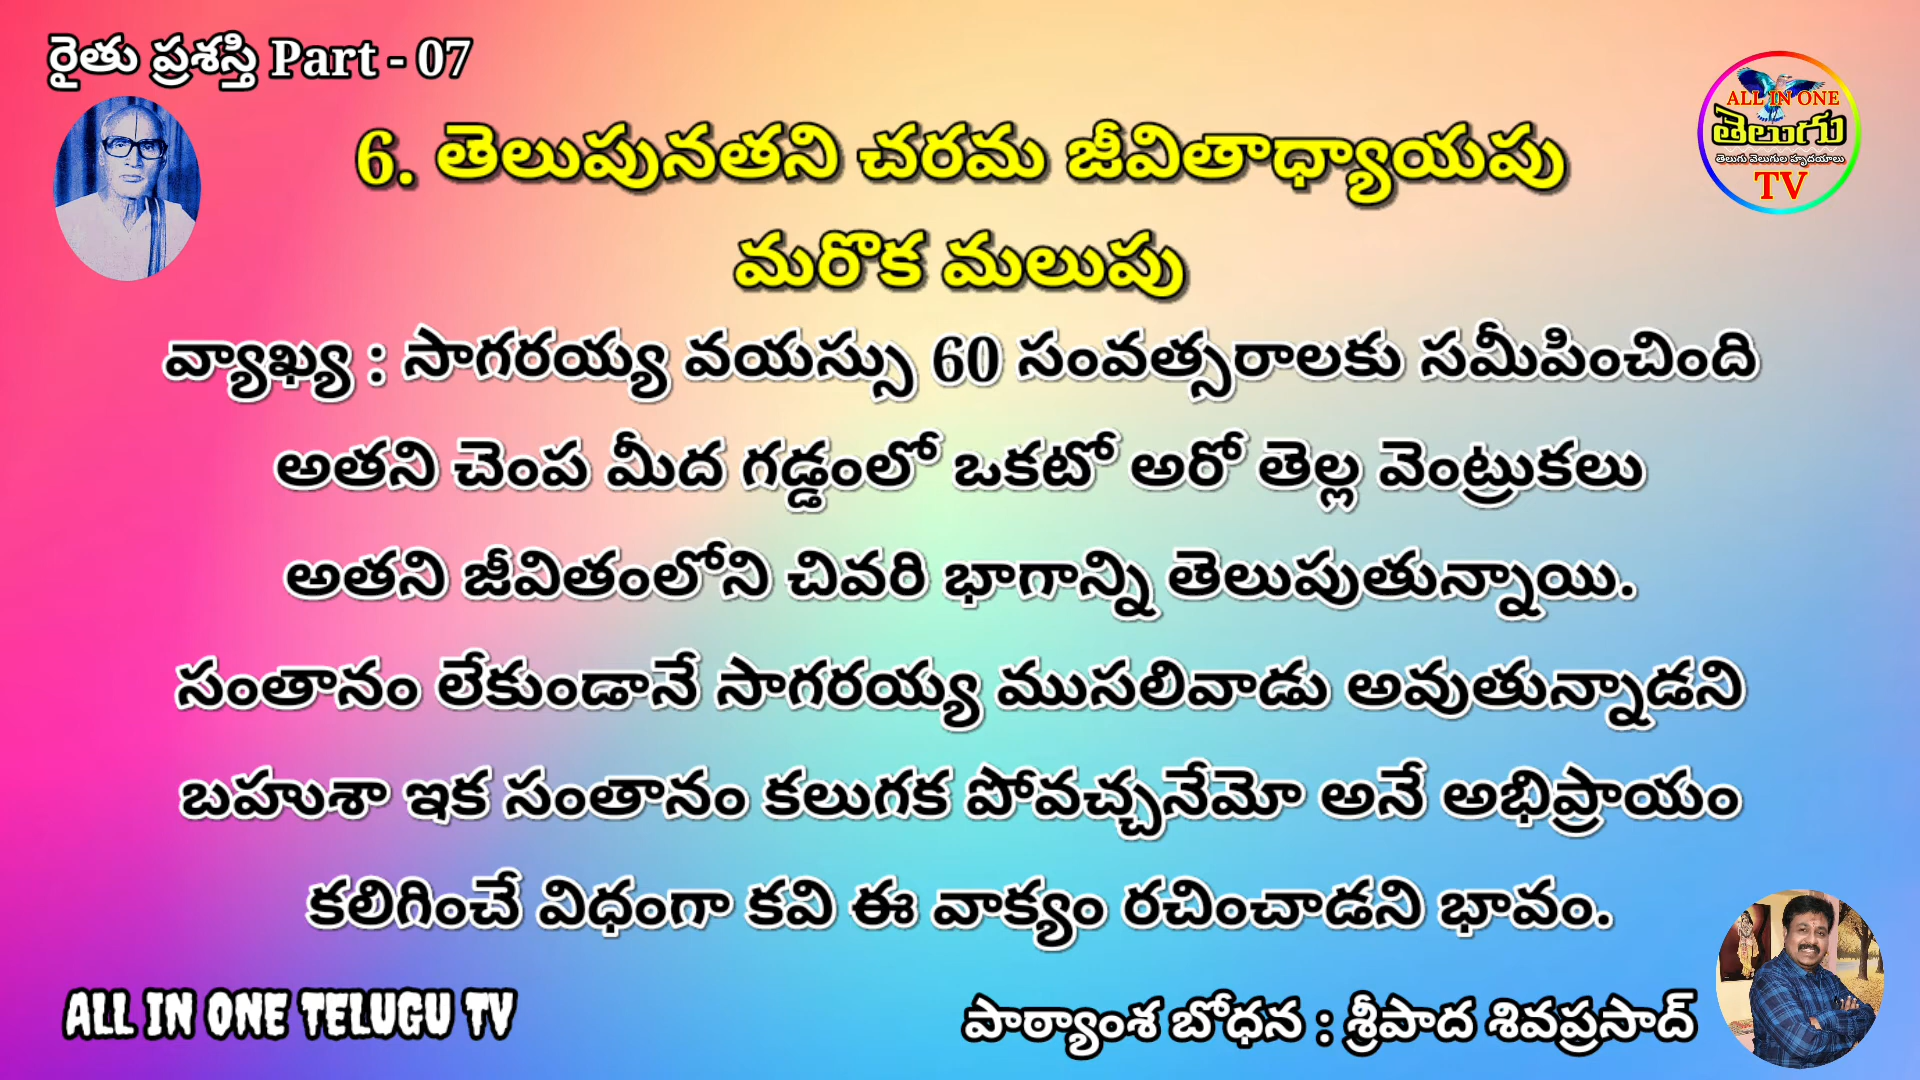 రైతు ప్రశస్తి Part - 07
ALL IN ONE
తెలుగు
తెలుగు వెలుగుల హృదయాలు
TV
6. తెలుపునతని చరమ జీవితాధ్యాయపు
మరొక మలుపు
వ్యాఖ్య : సాగరయ్య వయస్సు 60 సంవత్సరాలకు సమీపించింది
అతని చెంప మీద గడ్డంలో ఒకటో అరో తెల్ల వెంట్రుకలు
అతని జీవితంలోని చివరి భాగాన్ని తెలుపుతున్నాయి.
సంతానం లేకుండానే సాగరయ్య ముసలివాడు అవుతున్నాడని
బహుశా ఇక సంతానం కలుగక పోవచ్చనేమో అనే అభిప్రాయం
కలిగించే విధంగా కవి ఈ వాక్యం రచించాడని భావం.
ALL IN ONE TELUGU TV
పాఠ్యాంశ బోధన : శ్రీపాద శివప్రసాద్